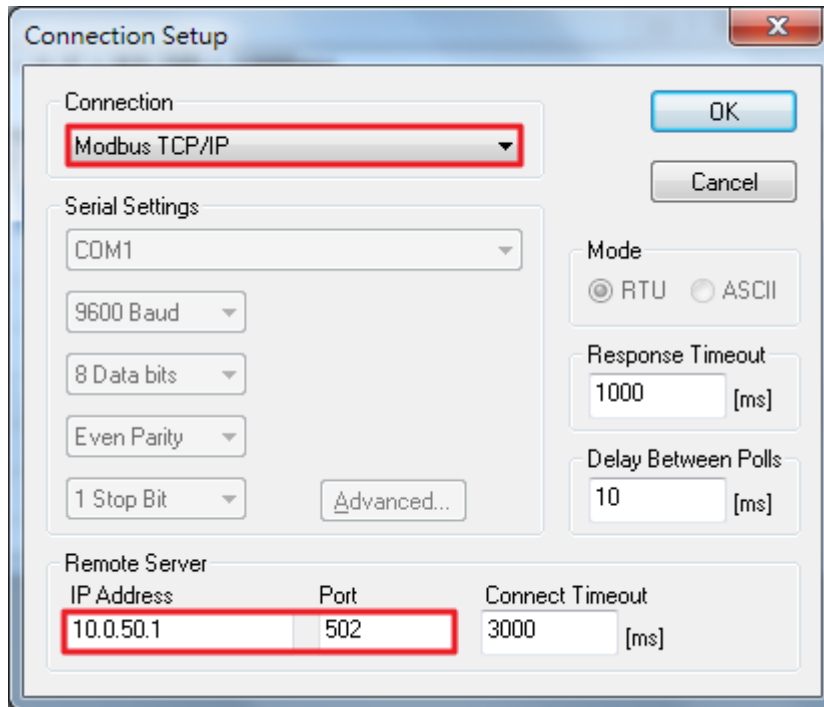 Connection Setup
Connection
OK
Modbus TCP/IP
Cancel
Serial Settings
COM1
Mode
RTU ASCII
9600 Baud
8 Data bits
Response Timeout
1000 [ms]
Even Parity
Delay Between Polls
1 Stop Bit Advanced... 10 [ms]
Remote Server
IP Address Port Connect Timeout
10.0.50.1 502 3000 [ms]